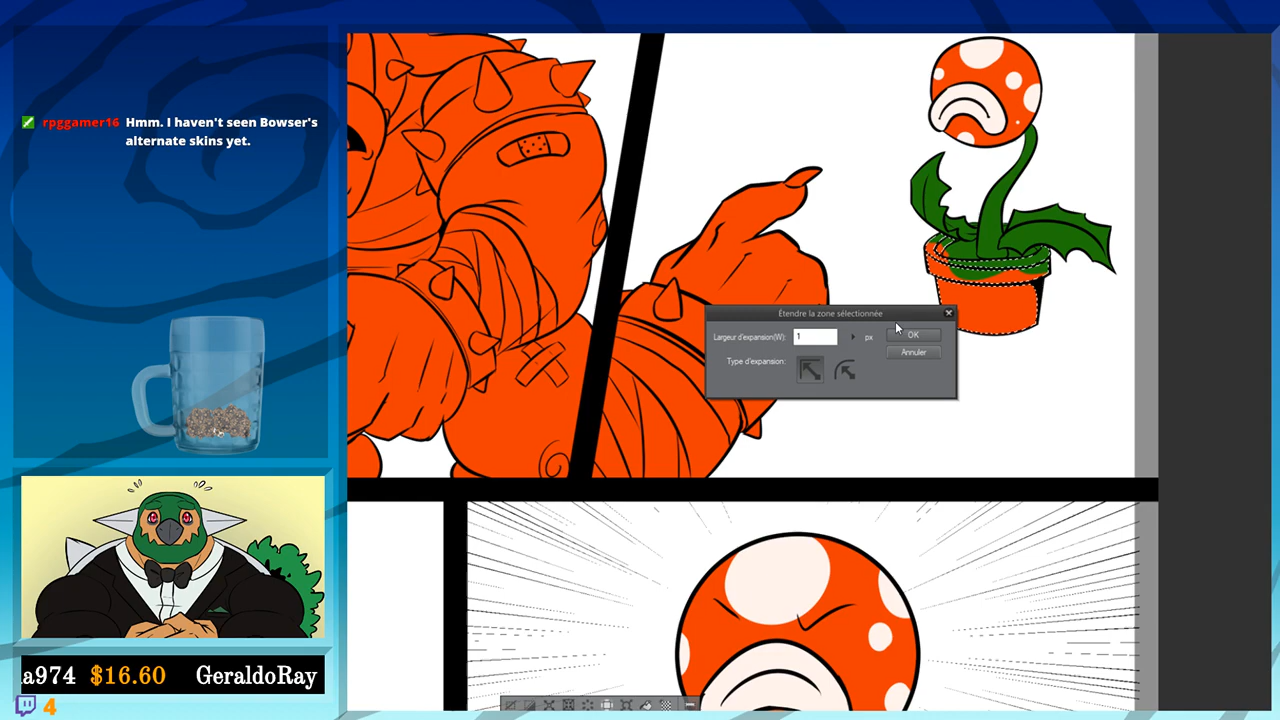 rpggamer16 Hmm. I haven't seen Bowser's
alternate skins yet.
Étendre la zone sélectionnée
Largeur d'expansion(W): 1 px
OK
Type d'expansion:
Annuler
a974 $16.60 GeraldoRay
4